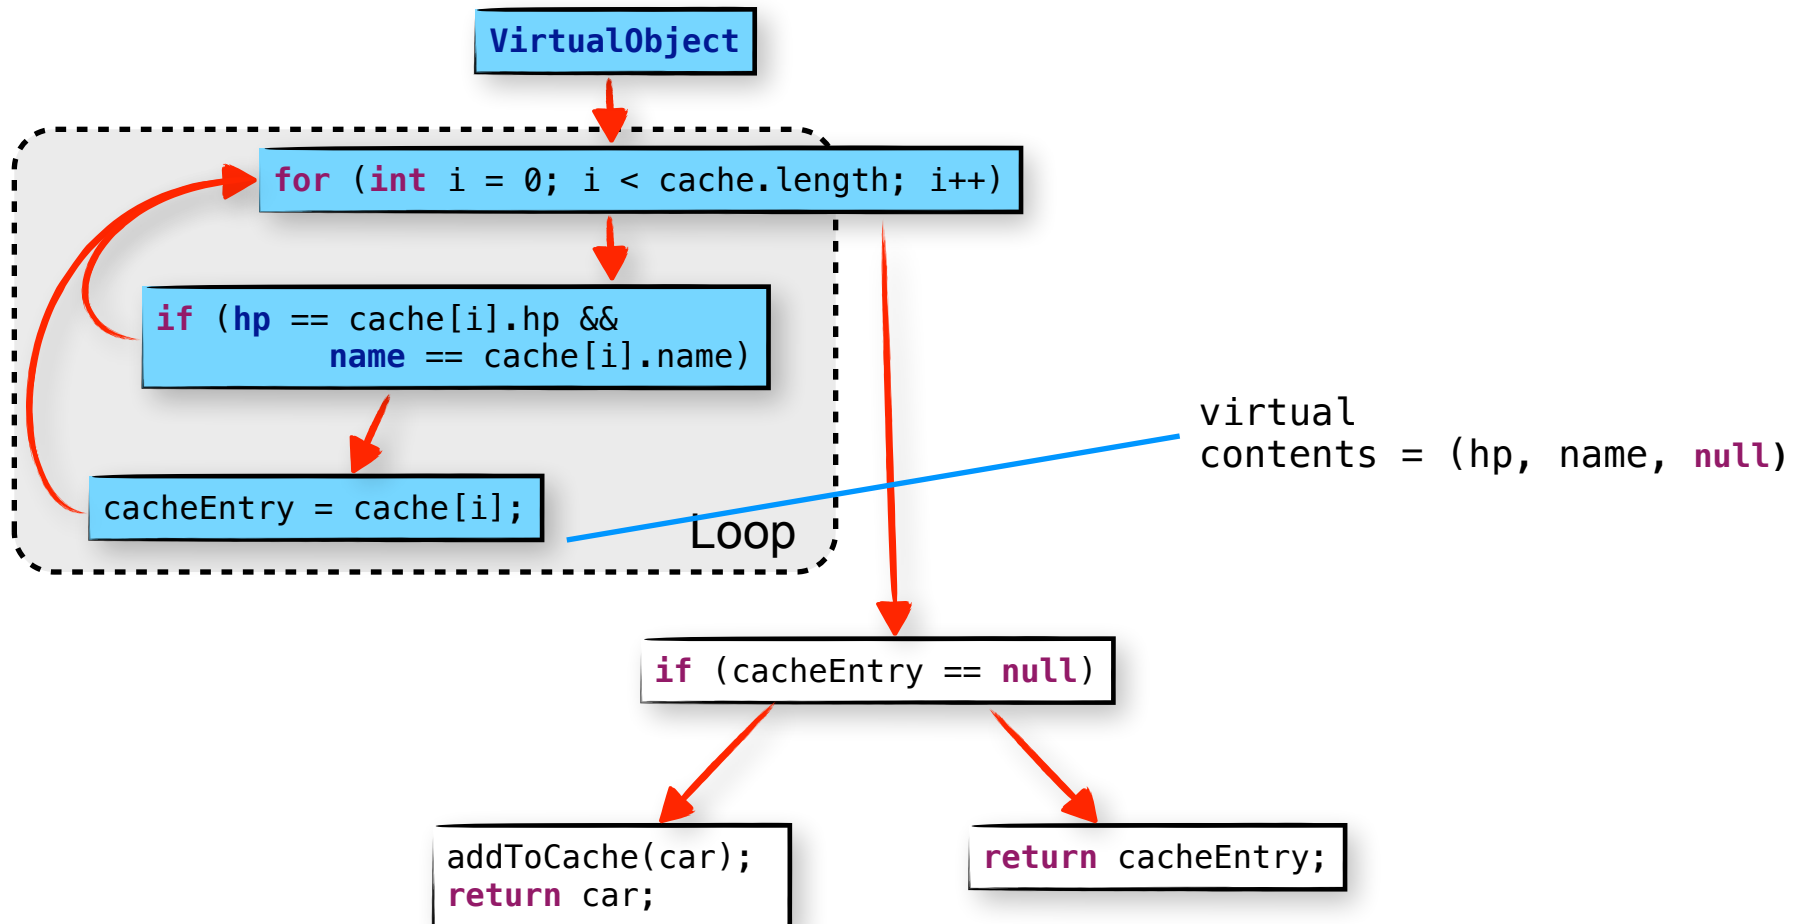 VirtualObject
for (int i = 0; i < cache.length; i++)
if (hp == cache[i].hp &&
name == cache[i].name)
virtual
contents = (hp, name, null)
cacheEntry = cache[i];
Loop
if (cacheEntry == null)
addToCache(car);
return car;
return cacheEntry;